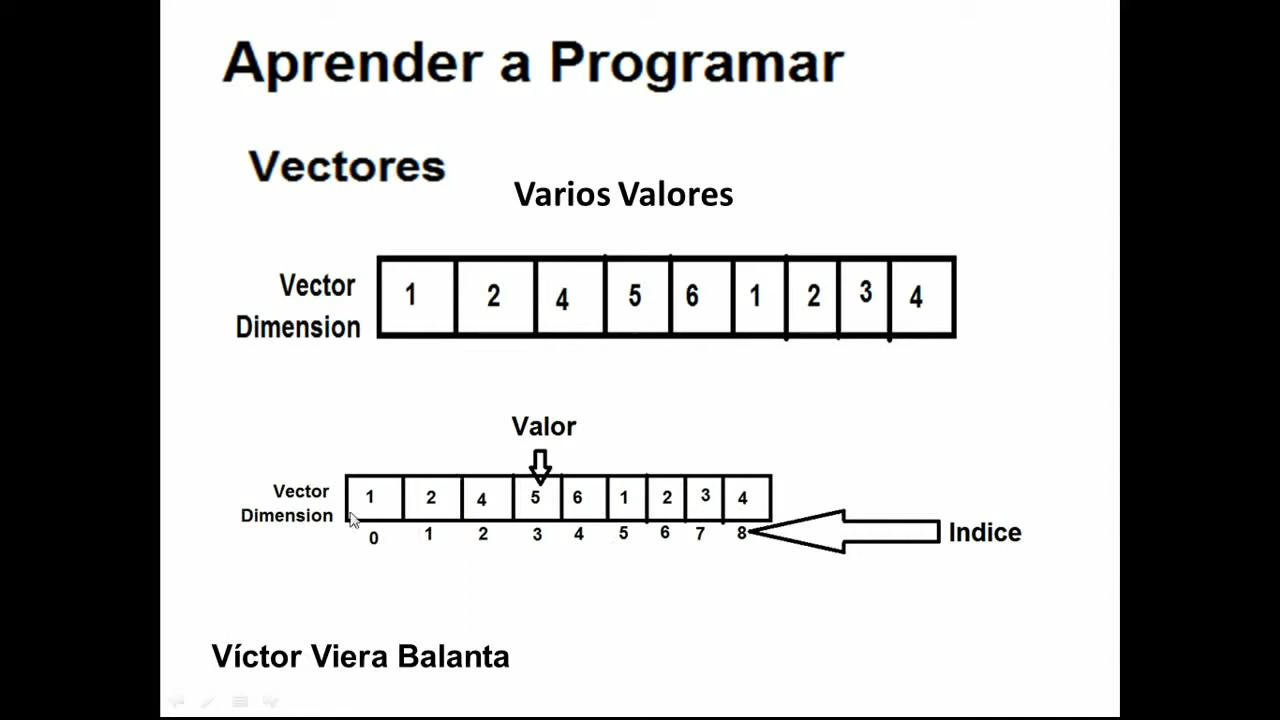 Aprender a Programar
Vectores
Varios Valores
Vector
Dimension
1 2 4 5 6 1 2 3 4
Valor
Vector
Dimension
1 2 4 5 6 1 2 3 4
0 1 2 3 4 5 6 7 8
Indice
Víctor Viera Balanta